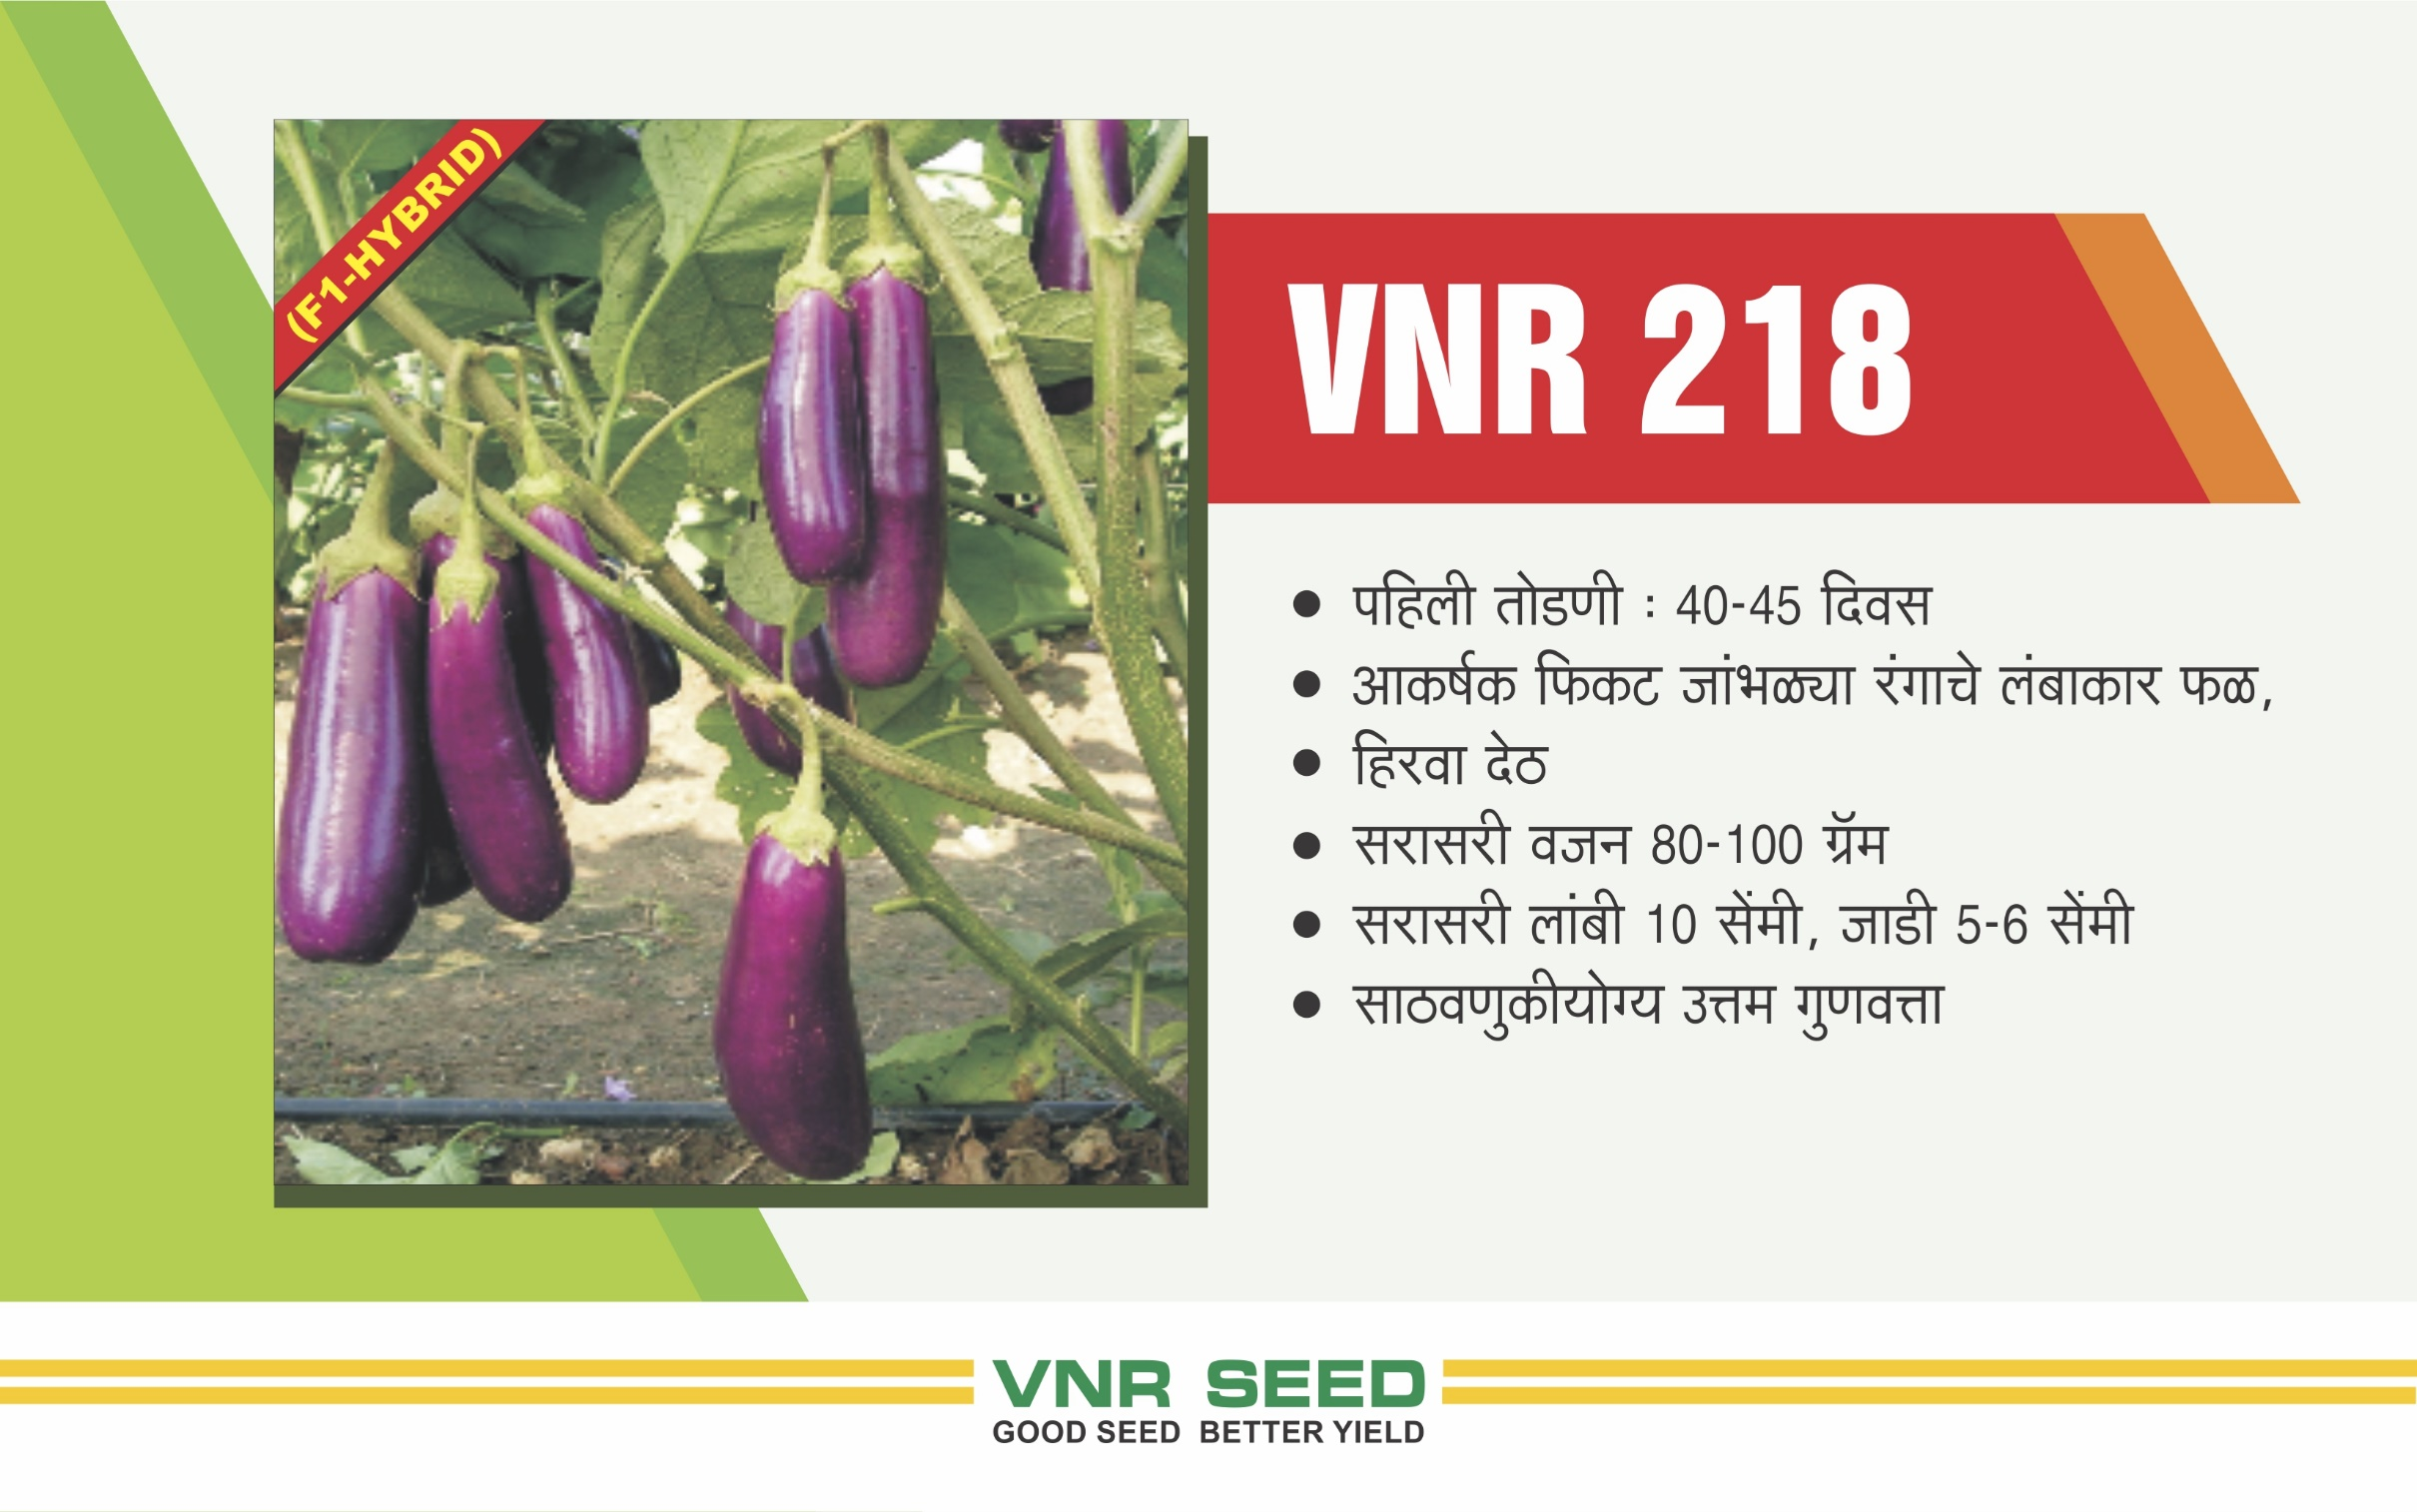 (F1-HYBRID)
VNR 218
• पहिली तोडणी : 40-45 दिवस
• आकर्षक फिकट जांभळ्या रंगाचे लंबाकार फळ,
• हिरवा देठ
• सरासरी वजन 80-100 ग्रॅम
• सरासरी लांबी 10 सेंमी, जाडी 5-6 सेंमी
• साठवणुकीयोग्य उत्तम गुणवत्ता
VNR SEED
GOOD SEED BETTER YIELD